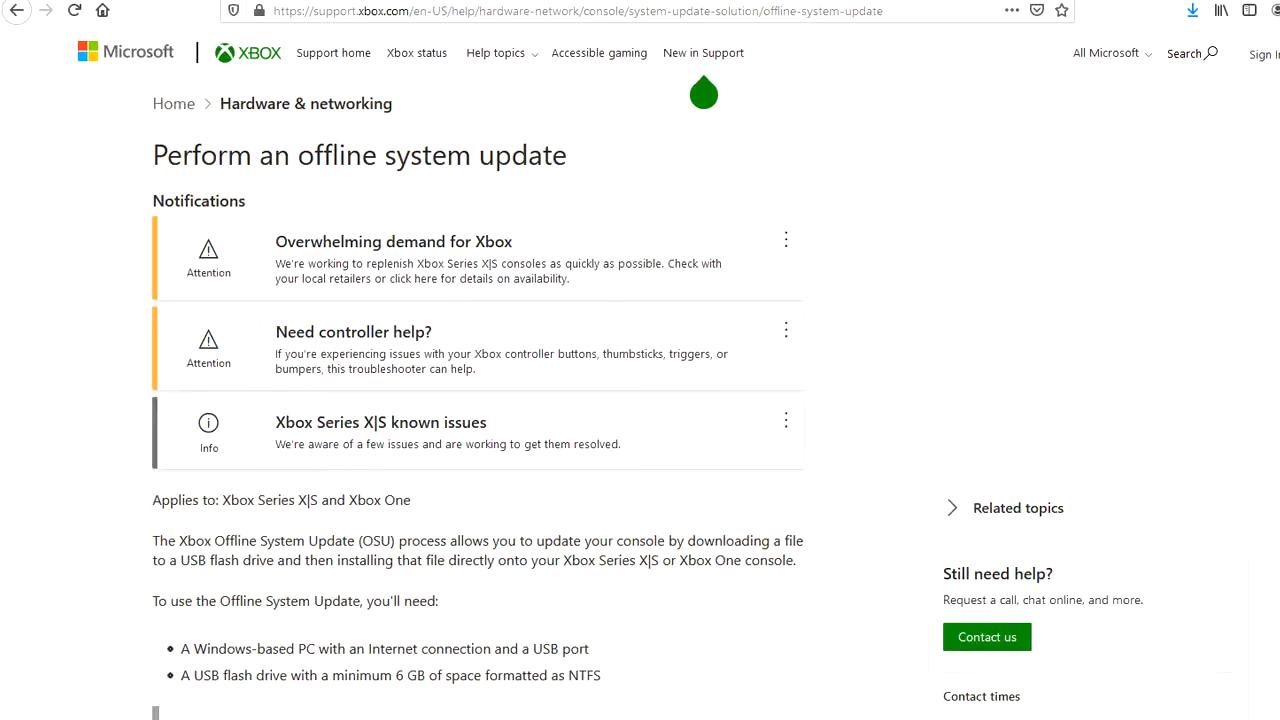 https://support.xbox.com/en-US/help/hardware-network/console/system-update-solution/offline-system-update
Microsoft XBOX Support home Xbox status Help topics Accessible gaming New in Support All Microsoft Search Sign In
Home > Hardware & networking
Perform an offline system update
Notifications
Attention
Overwhelming demand for Xbox
We're working to replenish Xbox Series X|S consoles as quickly as possible. Check with
your local retailers or click here for details on availability.
Attention
Need controller help?
If you're experiencing issues with your Xbox controller buttons, thumbsticks, triggers, or
bumpers, this troubleshooter can help.
Info
Xbox Series X|S known issues
We're aware of a few issues and are working to get them resolved.
Applies to: Xbox Series X|S and Xbox One
The Xbox Offline System Update (OSU) process allows you to update your console by downloading a file
to a USB flash drive and then installing that file directly onto your Xbox Series X|S or Xbox One console.
To use the Offline System Update, you'll need:
• A Windows-based PC with an Internet connection and a USB port
• A USB flash drive with a minimum 6 GB of space formatted as NTFS
Related topics
Still need help?
Request a call, chat online, and more.
Contact us
Contact times